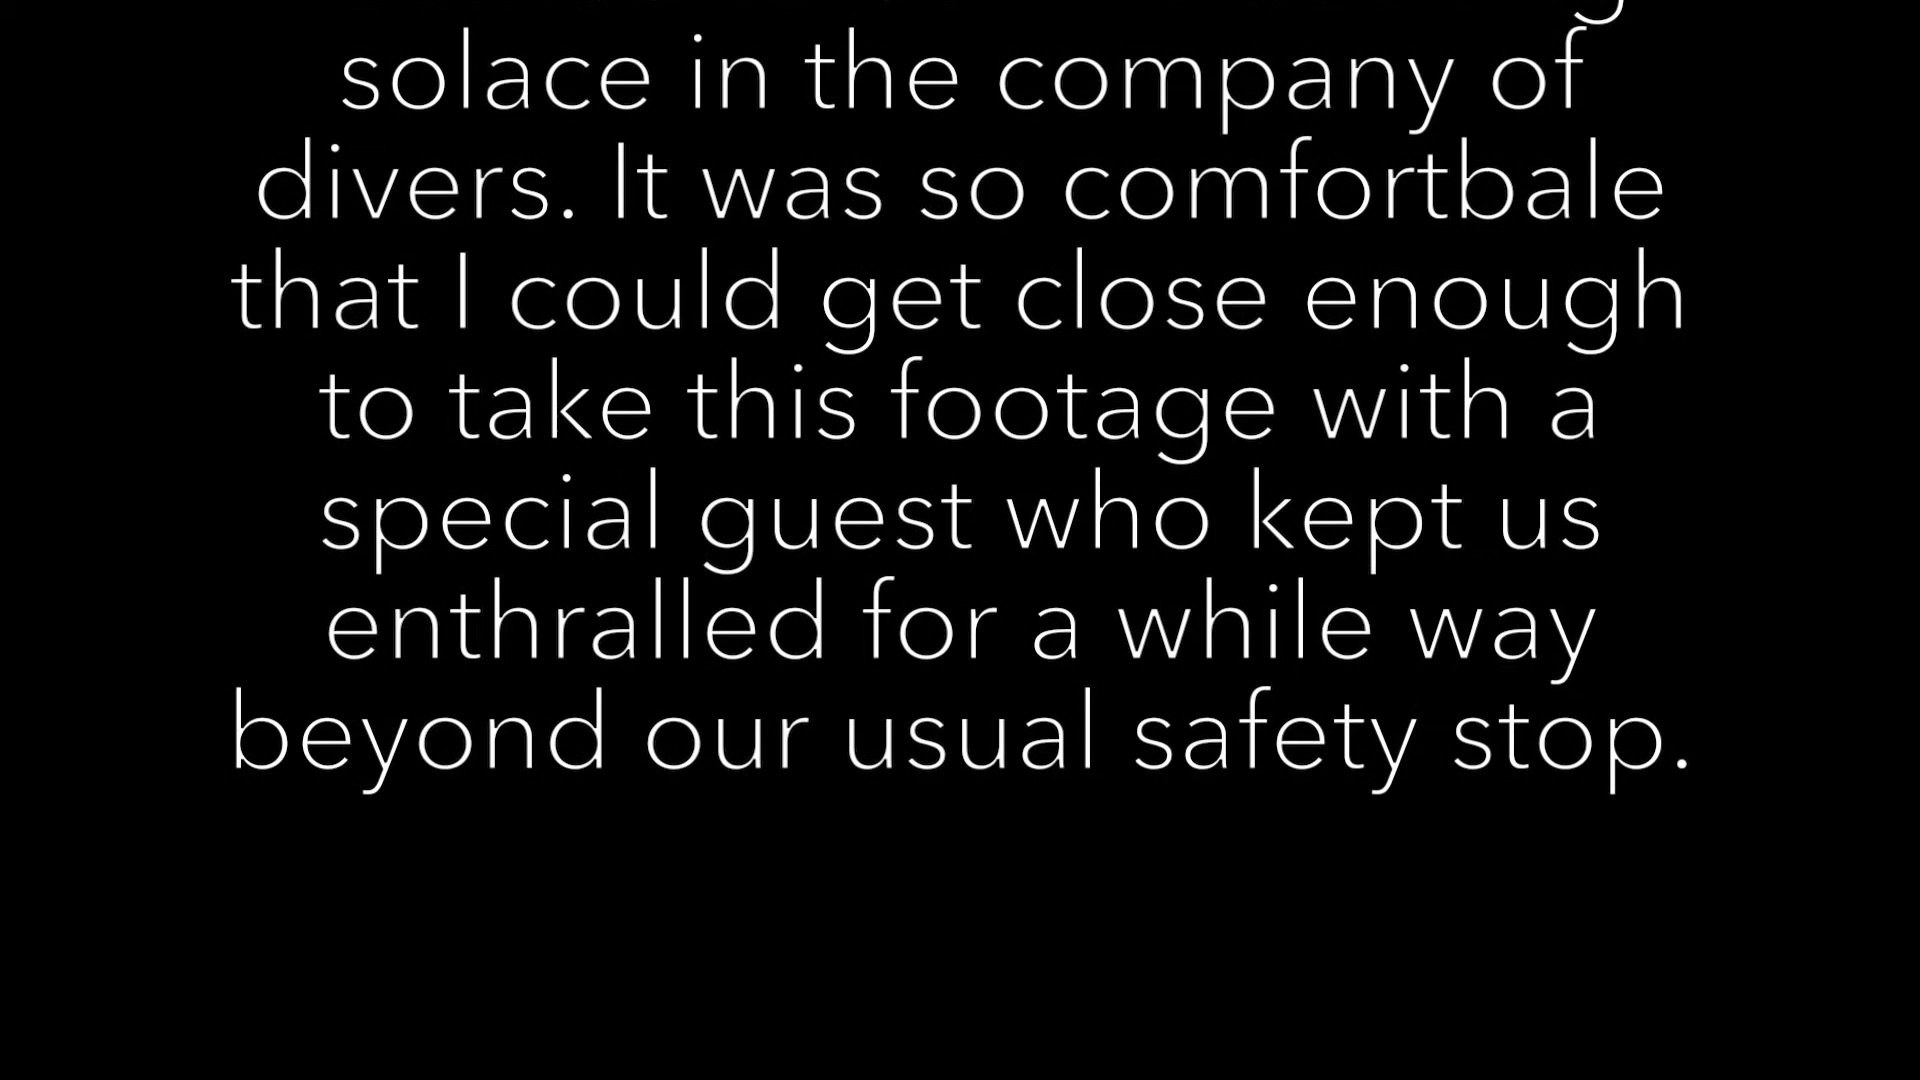 solace in the company of
divers. It was so comfortbale
that I could get close enough
to take this footage with a
special guest who kept us
enthralled for a while way
beyond our usual safety stop.